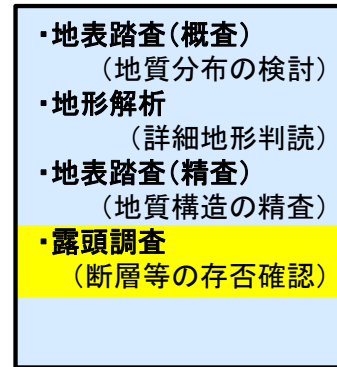 ・地表踏査(概査)
(地質分布の検討)
・地形解析
(詳細地形判読)
・地表踏査(精査)
(地質構造の精査)
・露頭調査
(断層等の存否確認)